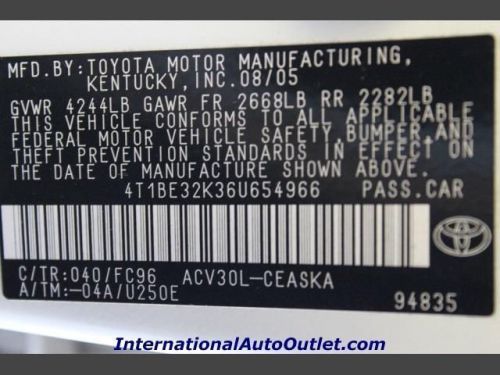 MFD.BY:TOYOTA MOTOR MANUFACTURING,
KENTUCKY, INC. 08/05
GVWR 4244LB GAWR FR 2668LB RR 2282LB
THIS VEHICLE CONFORMS TO ALL APPLICABLE
FEDERAL MOTOR VEHICLE SAFETY, BUMPER, AND
THEFT PREVENTION STANDARDS IN EFFECT ON
THE DATE OF MANUFACTURE SHOWN ABOVE.
4T1BE32K36U654966 PASS.CAR
C/TR:040/FC96 ACV30L-CEASKA
A/TM:-04A/U250E
94835
InternationalAutoOutlet.com